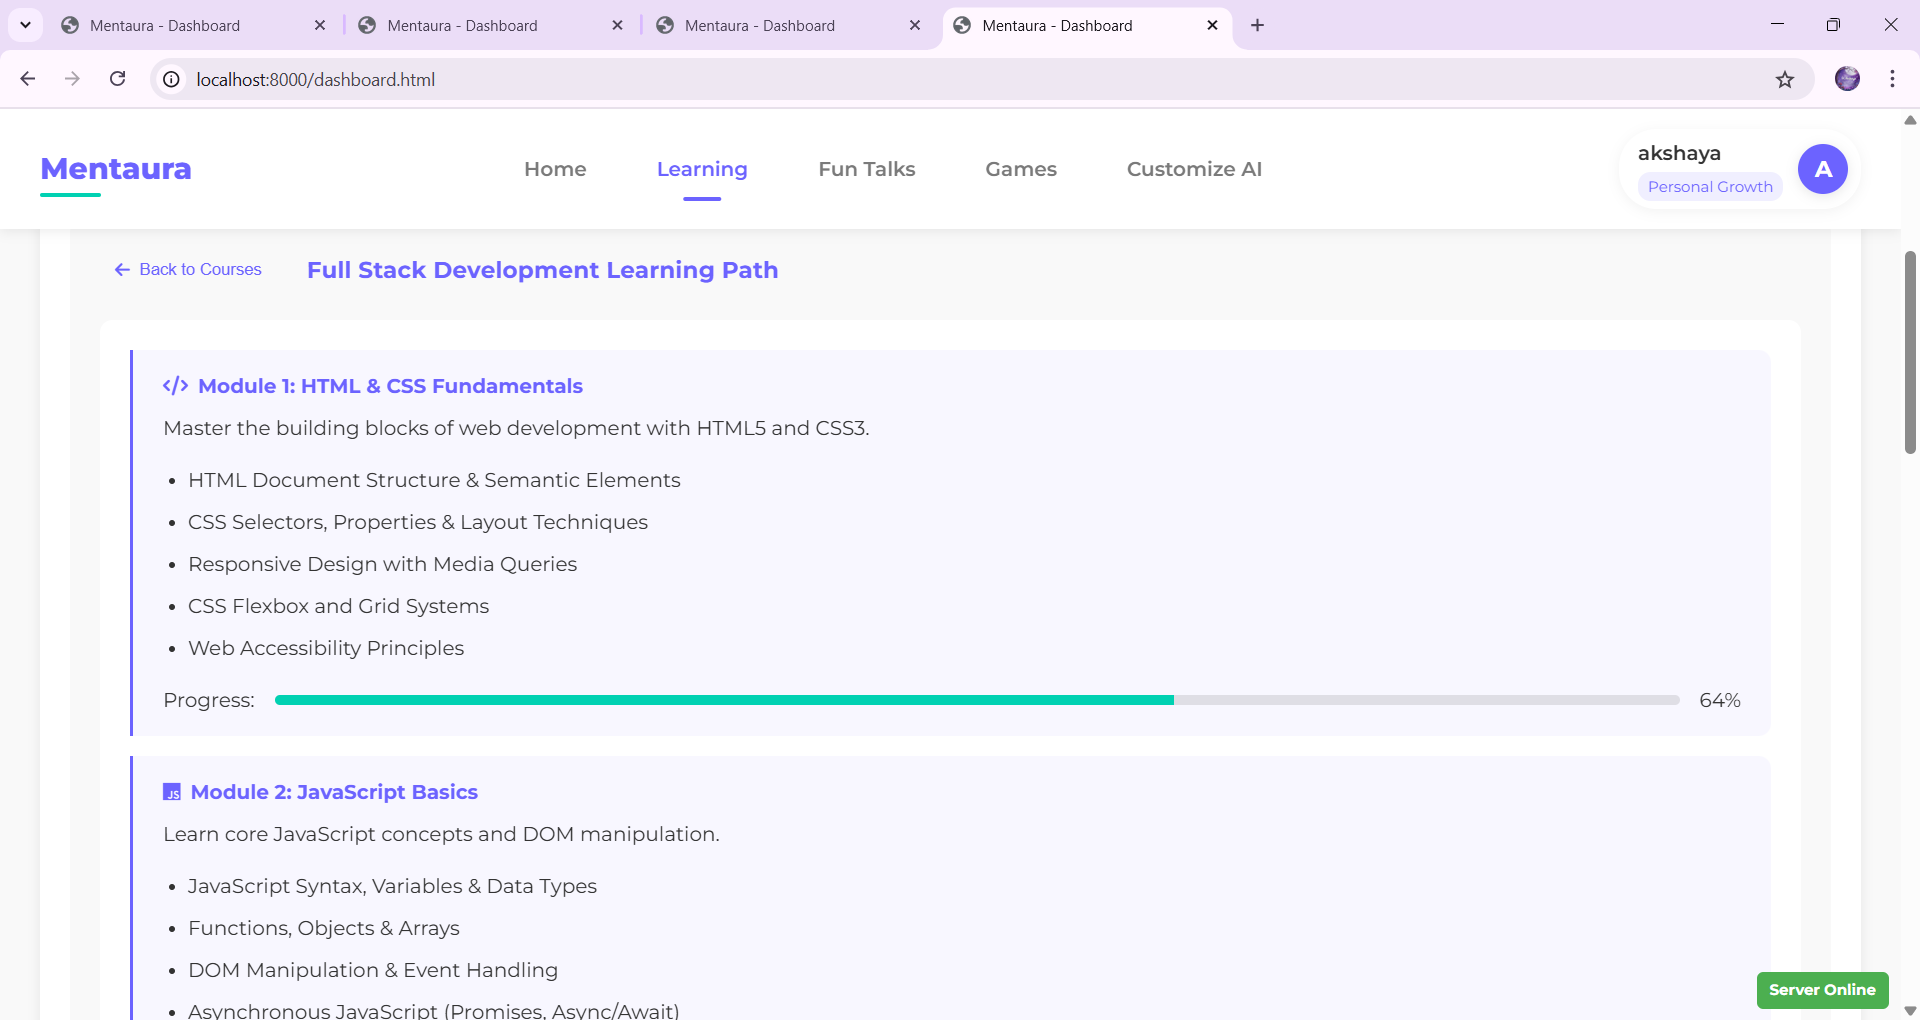 Mentaura - Dashboard
Mentaura - Dashboard
Mentaura - Dashboard
Mentaura - Dashboard
localhost:8000/dashboard.html
Mentaura
Home
Learning
Fun Talks
Games
Customize AI
akshaya
Personal Growth
A
Back to Courses
Full Stack Development Learning Path
</> Module 1: HTML & CSS Fundamentals
Master the building blocks of web development with HTML5 and CSS3.
• HTML Document Structure & Semantic Elements
• CSS Selectors, Properties & Layout Techniques
• Responsive Design with Media Queries
• CSS Flexbox and Grid Systems
• Web Accessibility Principles
Progress: 64%
JS Module 2: JavaScript Basics
Learn core JavaScript concepts and DOM manipulation.
• JavaScript Syntax, Variables & Data Types
• Functions, Objects & Arrays
• DOM Manipulation & Event Handling
• Asynchronous JavaScript (Promises, Async/Await)
Server Online